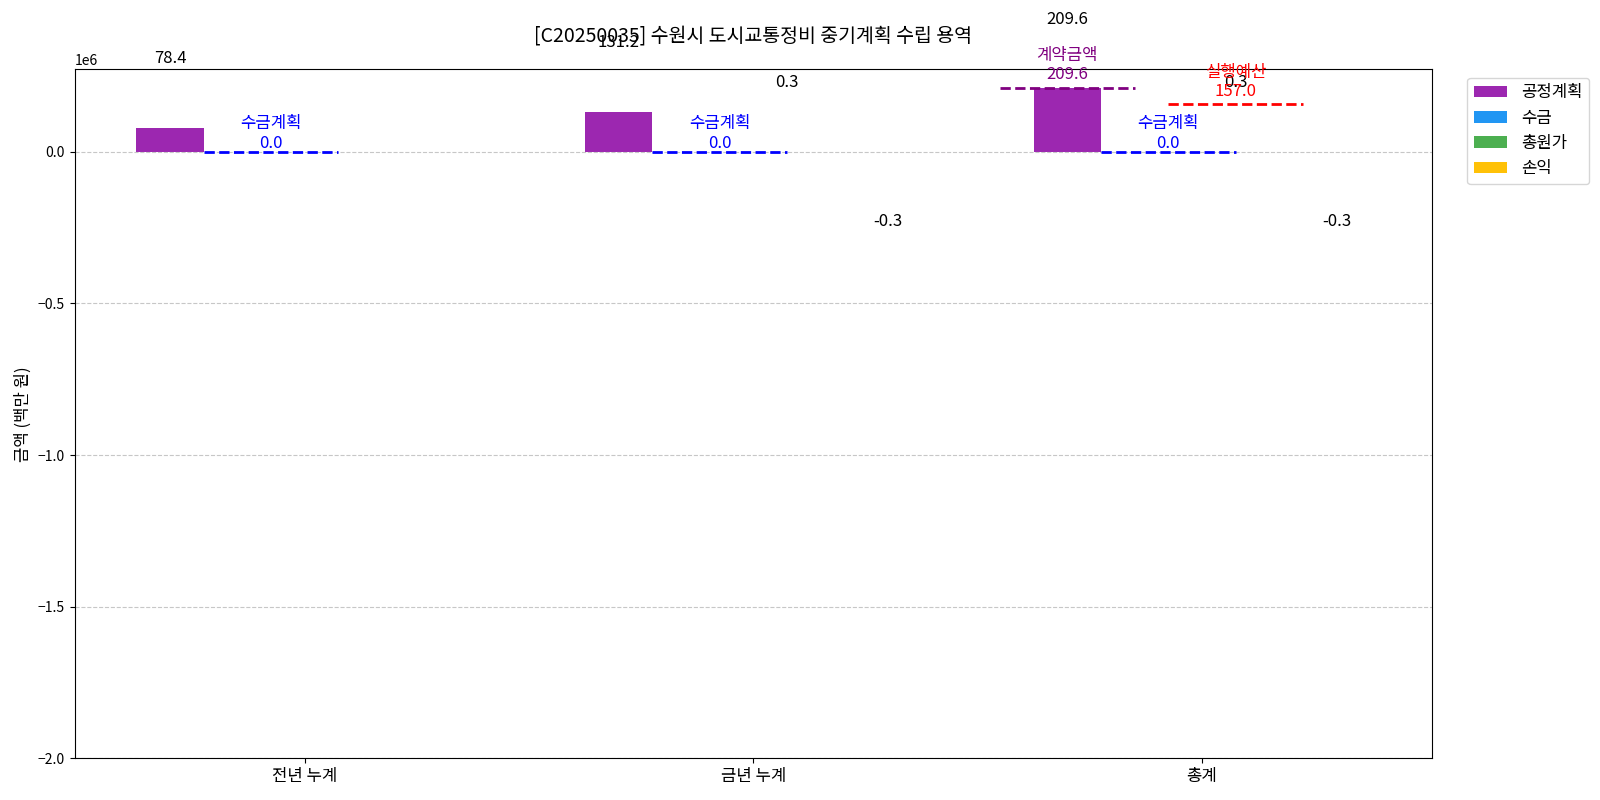 209.6
[C20250035] 수원시 도시교통정비 중기계획 수립 용역
131.2
1e6
78.4
계약금액
209.6
0.3
실행예산
157.0
0.3
공정계획
수금
총원가
손익
수금계획
0.0
수금계획
0.0
수금계획
0.0
0.0
-0.3
-0.3
−0.5
금액 (백만 원)
−1.0
−1.5
−2.0
전년 누계
금년 누계
총계